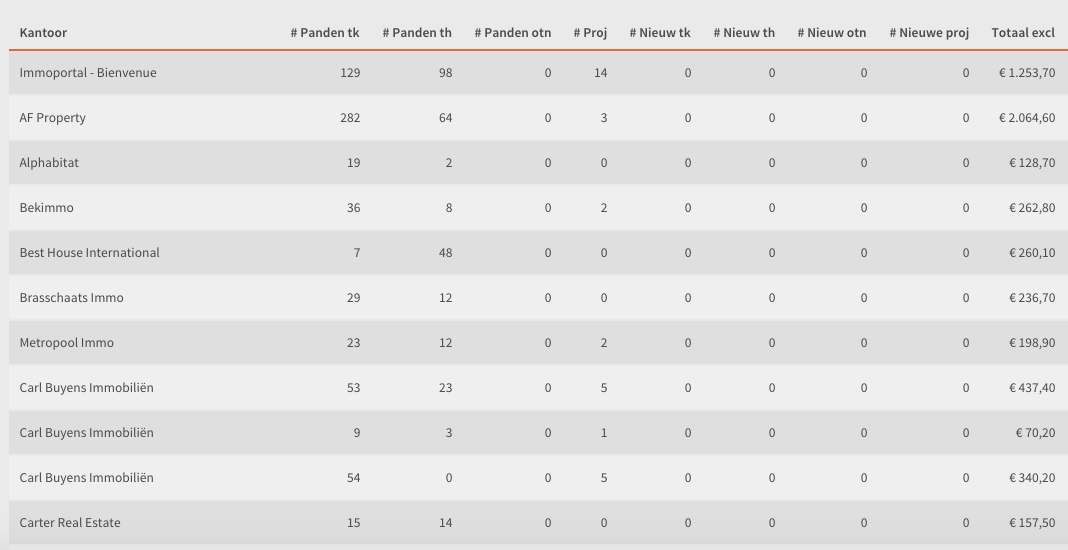 Kantoor # Panden tk # Panden th # Panden otn # Proj # Nieuw tk # Nieuw th # Nieuw otn # Nieuwe proj Totaal excl
Immoportal - Bienvenue 129 98 0 14 0 0 0 0 € 1.253,70
AF Property 282 64 0 3 0 0 0 0 € 2.064,60
Alphabitat 19 2 0 0 0 0 0 0 € 128,70
Bekimmo 36 8 0 2 0 0 0 0 € 262,80
Best House International 7 48 0 0 0 0 0 0 € 260,10
Brasschaats Immo 29 12 0 0 0 0 0 0 € 236,70
Metropool Immo 23 12 0 2 0 0 0 0 € 198,90
Carl Buyens Immobiliën 53 23 0 5 0 0 0 0 € 437,40
Carl Buyens Immobiliën 9 3 0 1 0 0 0 0 € 70,20
Carl Buyens Immobiliën 54 0 0 5 0 0 0 0 € 340,20
Carter Real Estate 15 14 0 0 0 0 0 0 € 157,50